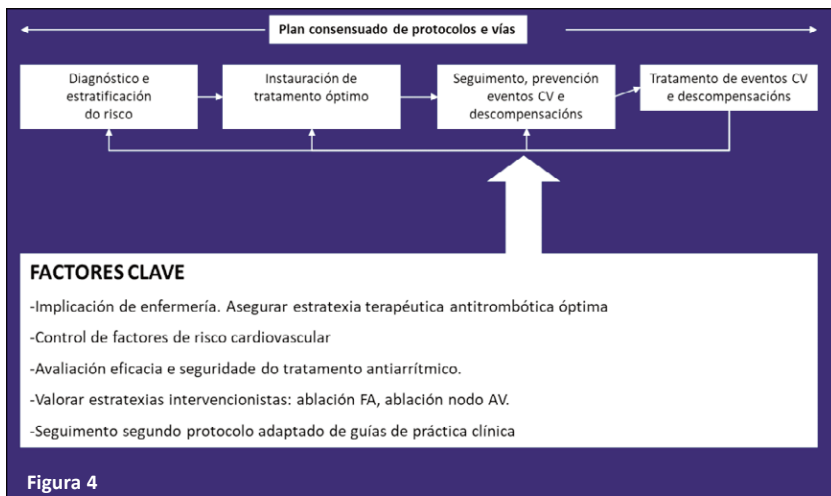 Plan consensuado de protocolos e vías
Diagnóstico e
estratificación
do risco
Instauración de
tratamento óptimo
Seguimento, prevención
eventos CV e
descompensacións
Tratamento de eventos CV
e descompensacións
FACTORES CLAVE
-Implicación de enfermería. Asegurar estratexia terapéutica antitrombótica óptima
-Control de factores de risco cardiovascular
-Avaliación eficacia e seguridade do tratamento antiarrítmico.
-Valorar estratexias intervencionistas: ablación FA, ablación nodo AV.
-Seguimento segundo protocolo adaptado de guías de práctica clínica
Figura 4